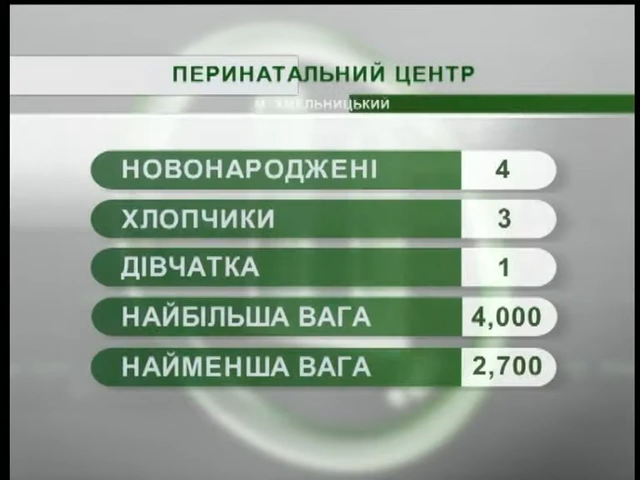 ПЕРИНАТАЛЬНИЙ ЦЕНТР
М. ХМЕЛЬНИЦЬКИЙ
НОВОНАРОДЖЕНІ 4
ХЛОПЧИКИ 3
ДІВЧАТКА 1
НАЙБІЛЬША ВАГА 4,000
НАЙМЕНША ВАГА 2,700